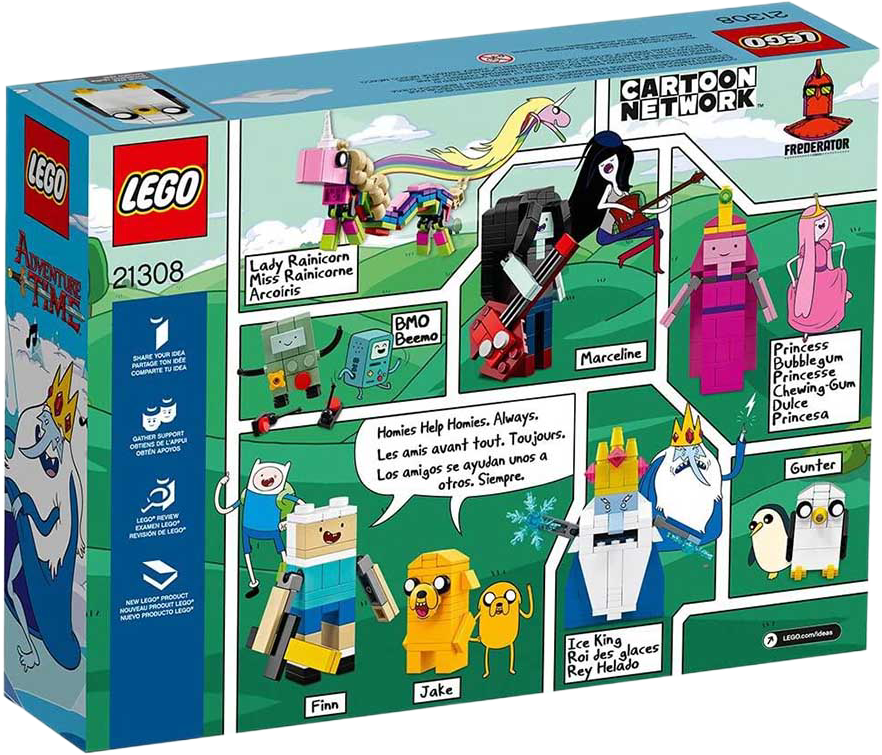 21308
LEGO
CARTOON
NETWORK™
FREDERATOR
LEGO
ADVENTURE
TIME
LEGO
21308
SHARE YOUR IDEA
PARTAGE TON IDÉE
COMPARTE TU IDEA
GATHER SUPPORT
OBTIENS DE L'APPUI
OBTÉN APOYOS
LEGO® REVIEW
EXAMEN LEGO®
REVISIÓN DE LEGO®
NEW LEGO® PRODUCT
NOUVEAU PRODUIT LEGO®
NUEVO PRODUCTO LEGO®
Lady Rainicorn
Miss Rainicorne
Arcoíris
BMO
Beemo
Marceline
Princess
Bubblegum
Princesse
Chewing-Gum
Dulce
Princesa
Homies Help Homies. Always.
Les amis avant tout. Toujours.
Los amigos se ayudan unos a
otros. Siempre.
Gunter
Finn
Jake
Ice King
Roi des glaces
Rey Helado
LEGO.com/ideas